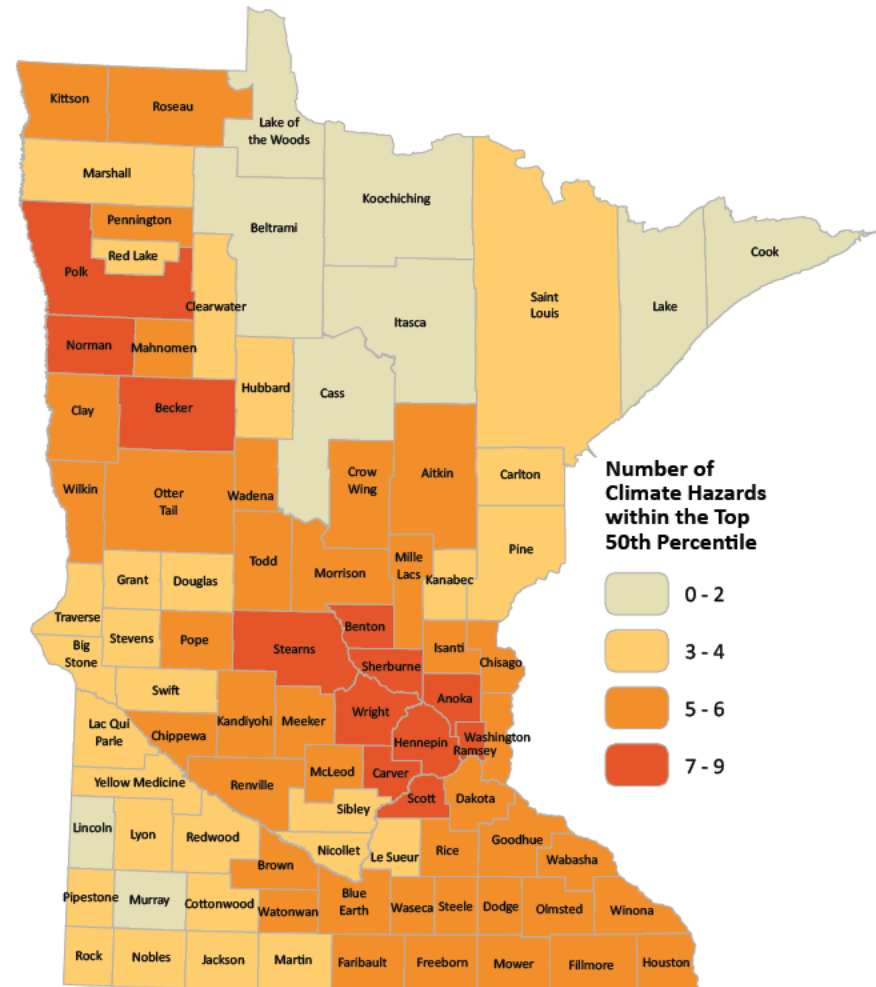 Kittson
Roseau
Lake of
the Woods
Marshall
Koochiching
Pennington
Beltrami
Red Lake
Cook
Polk
Clearwater
Saint
Louis
Lake
Itasca
Norman
Mahnomen
Hubbard
Cass
Clay
Becker
Wilkin
Otter
Tail
Wadena
Crow
Wing
Aitkin
Carlton
Number of
Climate Hazards
within the Top
50th Percentile
0 - 2
3 - 4
5 - 6
7 - 9
Pine
Grant
Douglas
Todd
Morrison
Mille
Lacs
Kanabec
Traverse
Stevens
Pope
Big
Stone
Stearns
Benton
Sherburne
Isanti
Chisago
Swift
Anoka
Wright
Lac Qui
Parle
Chippewa
Kandiyohi
Meeker
Hennepin
Washington
Ramsey
Yellow Medicine
Renville
McLeod
Carver
Scott
Dakota
Sibley
Lincoln
Lyon
Redwood
Nicollet
Le Sueur
Rice
Goodhue
Wabasha
Brown
Pipestone
Murray
Cottonwood
Watonwan
Blue
Earth
Waseca
Steele
Dodge
Olmsted
Winona
Rock
Nobles
Jackson
Martin
Faribault
Freeborn
Mower
Fillmore
Houston